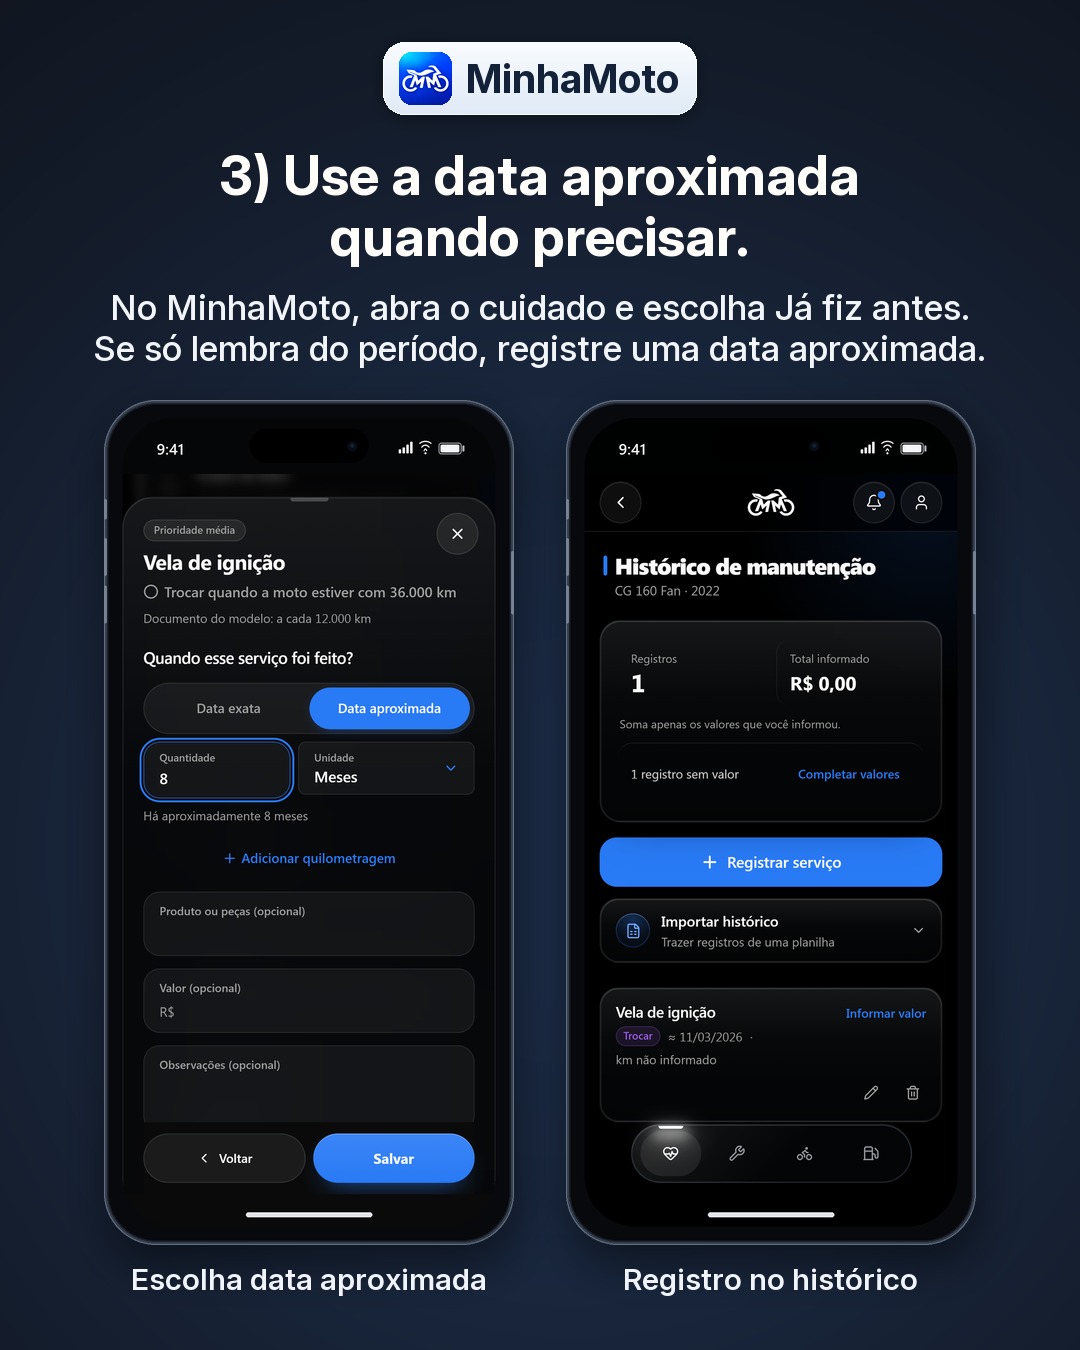 MinhaMoto
3) Use a data aproximada
quando precisar.
No MinhaMoto, abra o cuidado e escolha Já fiz antes.
Se só lembra do período, registre uma data aproximada.
9:41
Prioridade média
Vela de ignição
Trocar quando a moto estiver com 36.000 km
Documento do modelo: a cada 12.000 km
Quando esse serviço foi feito?
Data exata
Data aproximada
Quantidade
8
Unidade
Meses
Há aproximadamente 8 meses
+ Adicionar quilometragem
Produto ou peças (opcional)
Valor (opcional)
R$
Observações (opcional)
Voltar
Salvar
Escolha data aproximada
9:41
MM
Histórico de manutenção
CG 160 Fan · 2022
Registros
1
Total informado
R$ 0,00
Soma apenas os valores que você informou.
1 registro sem valor
Completar valores
+ Registrar serviço
Importar histórico
Trazer registros de uma planilha
Vela de ignição
Informar valor
Trocar
≈ 11/03/2026 ·
km não informado
Registro no histórico